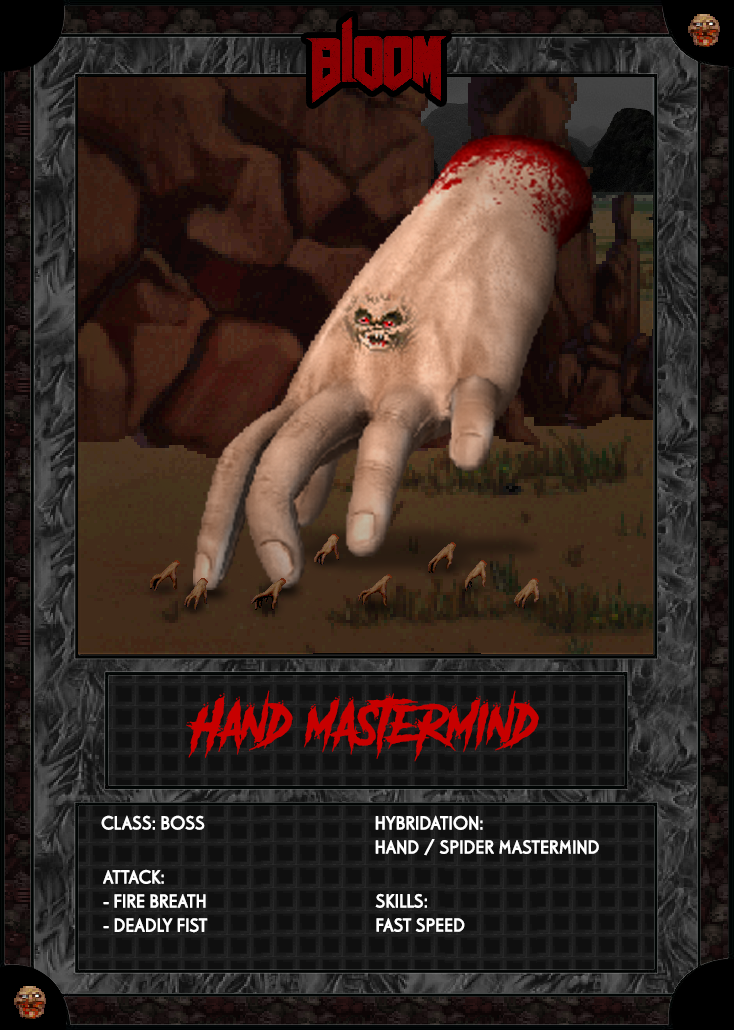 BLOOM
HAND MASTERMIND
CLASS: BOSS
HYBRIDATION:
HAND / SPIDER MASTERMIND
ATTACK:
- FIRE BREATH
- DEADLY FIST
SKILLS:
FAST SPEED